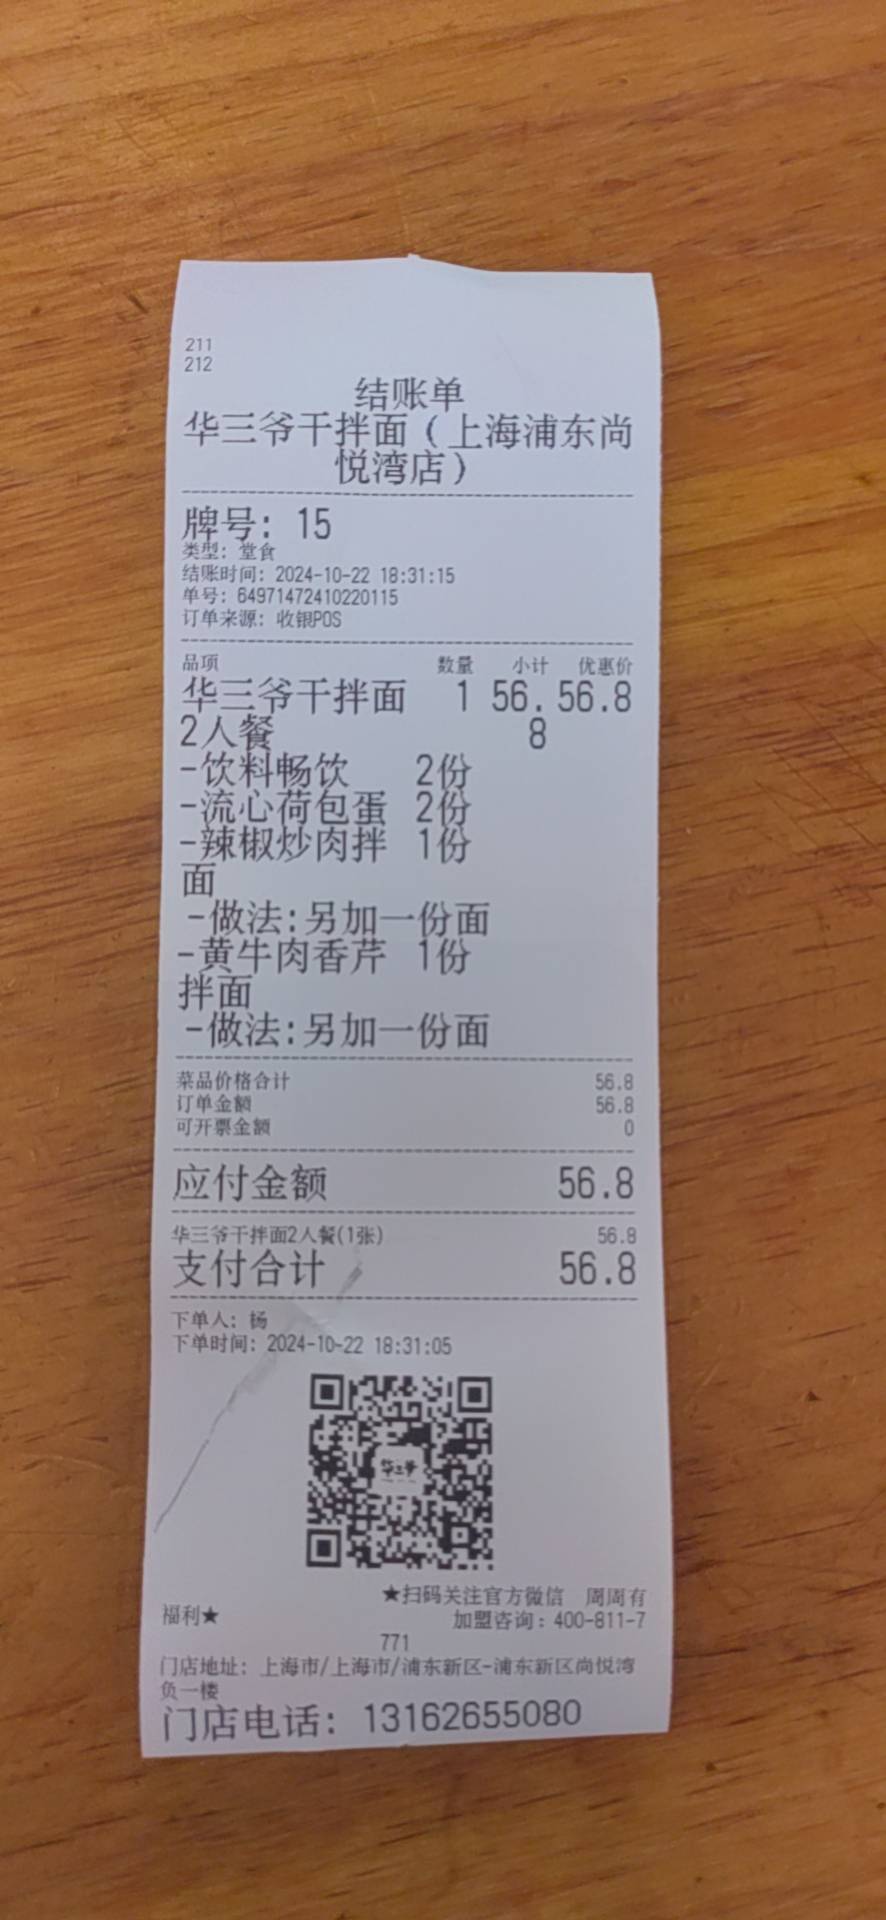 211
212
结账单
华三爷干拌面（上海浦东尚
悦湾店）
牌号: 15
类型: 堂食
结账时间: 2024-10-22 18:31:15
单号: 64971472410220115
订单来源: 收银POS
品项 数量 小计 优惠价
华三爷干拌面 1 56. 56.8
2人餐 8
-饮料畅饮 2份
-流心荷包蛋 2份
-辣椒炒肉拌 1份
面
-做法:另加一份面
-黄牛肉香芹 1份
拌面
-做法:另加一份面
菜品价格合计 56.8
订单金额 56.8
可开票金额 0
应付金额 56.8
华三爷干拌面2人餐(1张) 56.8
支付合计 56.8
下单人: 杨
下单时间: 2024-10-22 18:31:05
华三爷
★扫码关注官方微信 周周有
福利★ 加盟咨询: 400-811-7
771
门店地址: 上海市/上海市/浦东新区-浦东新区尚悦湾
负一楼
门店电话: 13162655080